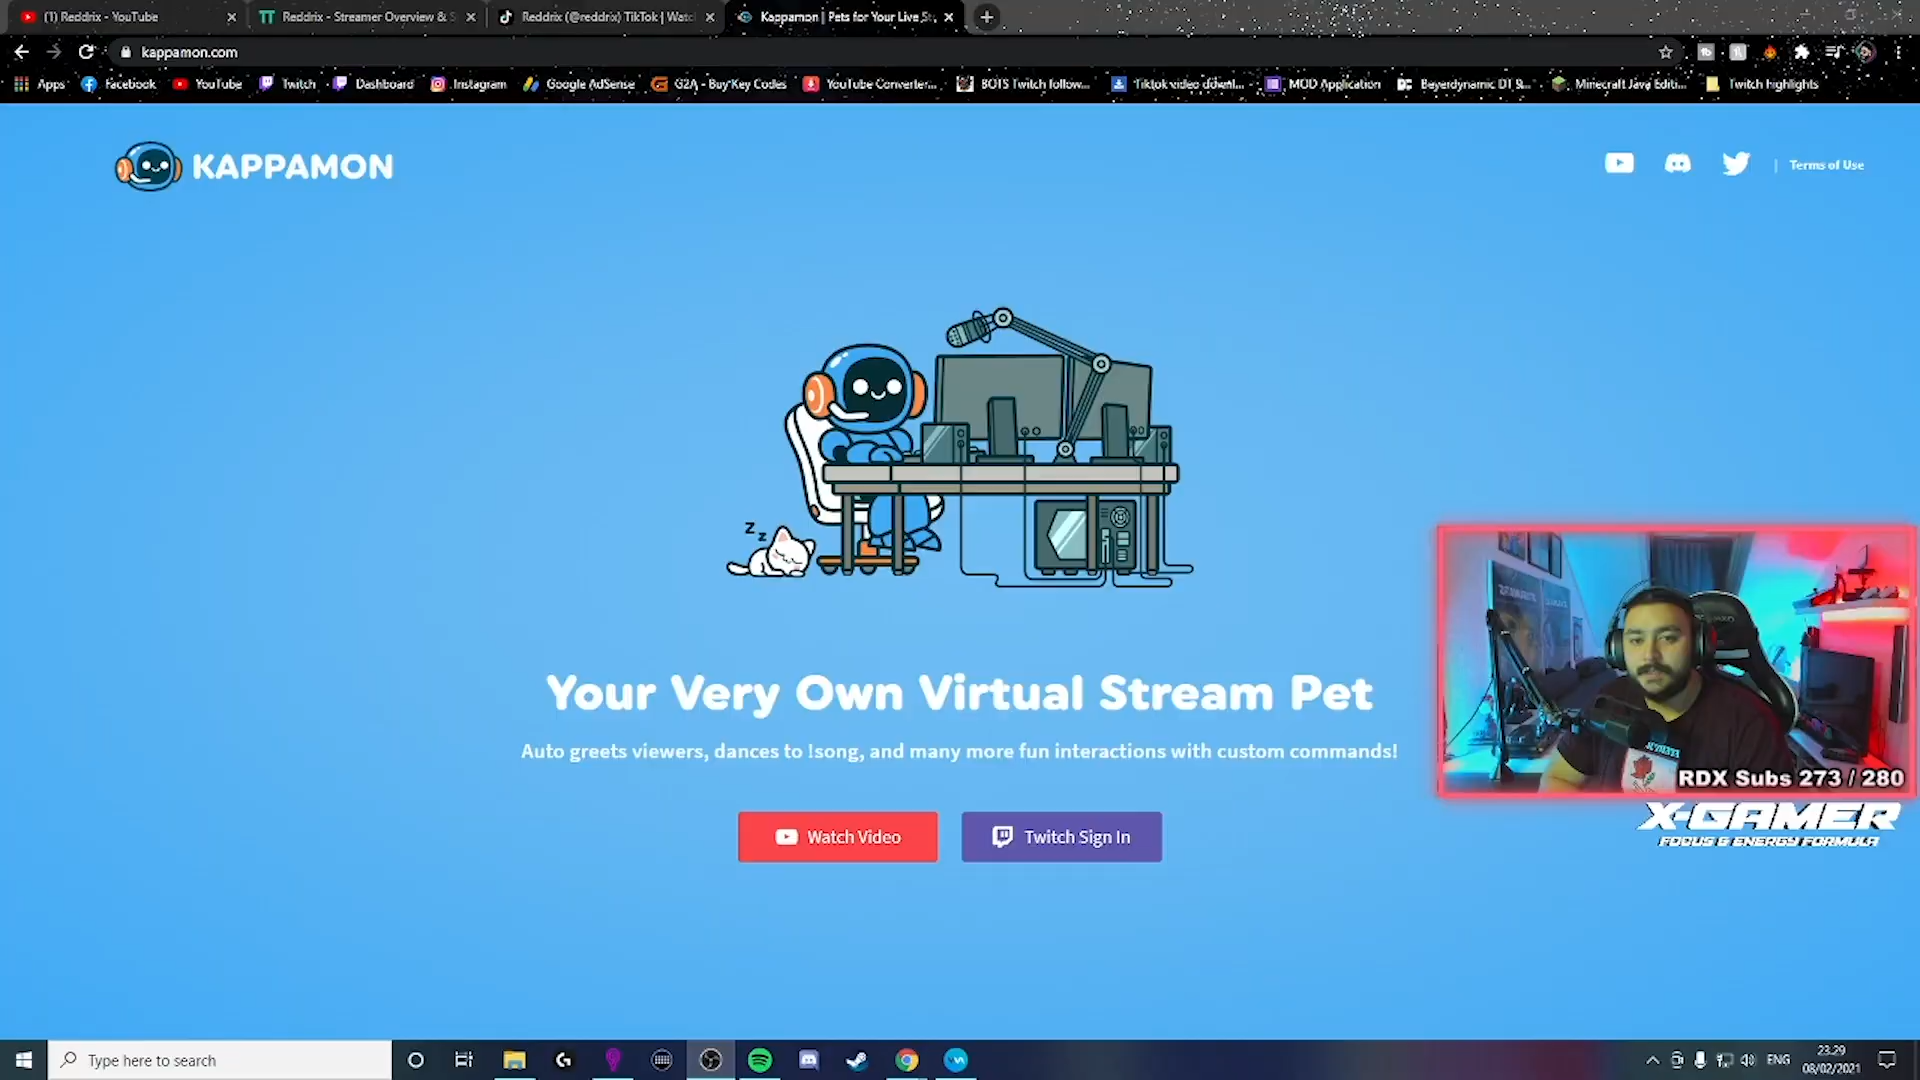 (1) Reddrix - YouTube
Reddrix - Streamer Overview & S
Reddrix (@reddrix) TikTok | Watc
Kappamon | Pets for Your Live St
kappamon.com
Apps
Facebook
YouTube
Twitch
Dashboard
Instagram
Google AdSense
G2A - Buy Key Codes
YouTube Converter...
BOTS Twitch follow...
Tiktok video downl...
MOD Application
Beyerdynamic DT 9...
Minecraft Java Editi...
Twitch highlights
KAPPAMON
| Terms of Use
z z
Your Very Own Virtual Stream Pet
Auto greets viewers, dances to !song, and many more fun interactions with custom commands!
Watch Video
Twitch Sign In
RDX Subs 273 / 280
X-GAMER
FOCUS & ENERGY FORMULA
Type here to search
ENG
23.29
08/02/2021